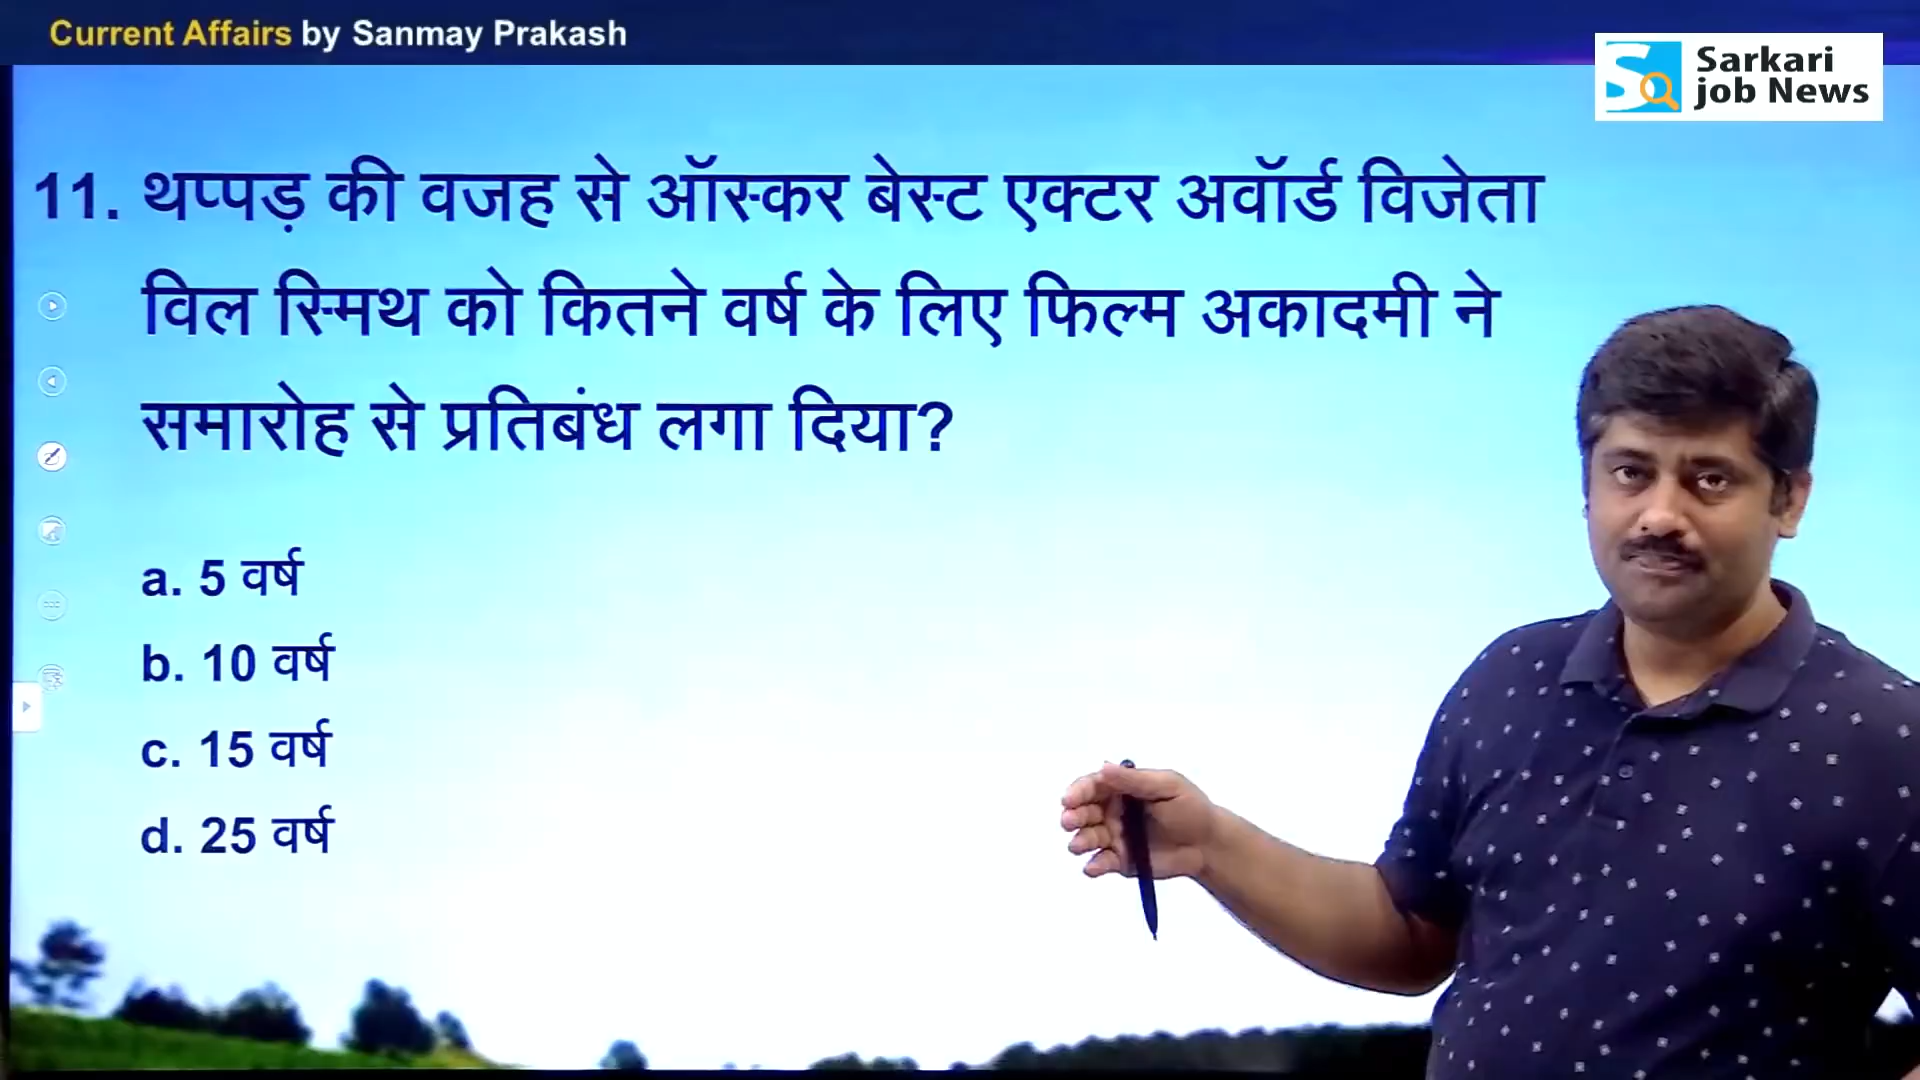 Current Affairs by Sanmay Prakash
Sarkari
job News
11. थप्पड़ की वजह से ऑस्कर बेस्ट एक्टर अवॉर्ड विजेता
विल स्मिथ को कितने वर्ष के लिए फिल्म अकादमी ने
समारोह से प्रतिबंध लगा दिया?
a. 5 वर्ष
b. 10 वर्ष
c. 15 वर्ष
d. 25 वर्ष